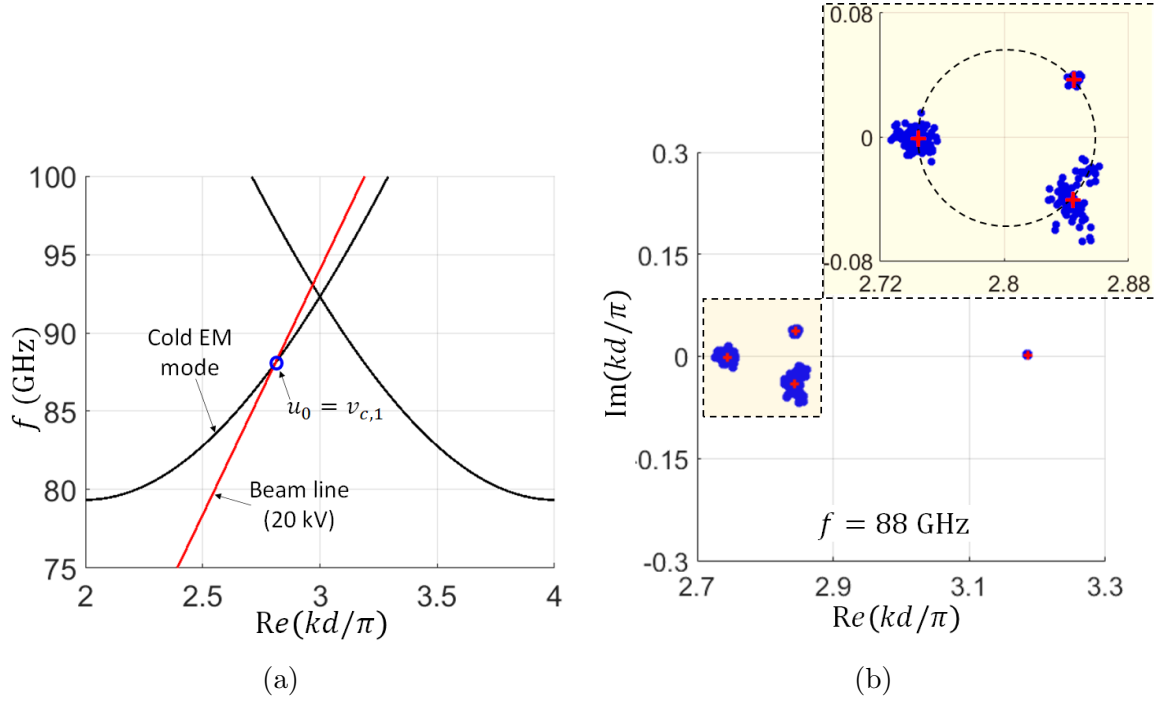 100
95
90
85
80
75
f (GHz)
Cold EM
mode
u₀ = v_{c,1}
Beam line
(20 kV)
2
2.5
3
3.5
4
Re(kd/π)
(a)
0.08
0
-0.08
2.72
2.8
2.88
0.3
0.15
0
-0.15
-0.3
Im(kd/π)
f = 88 GHz
2.7
2.9
3.1
3.3
Re(kd/π)
(b)